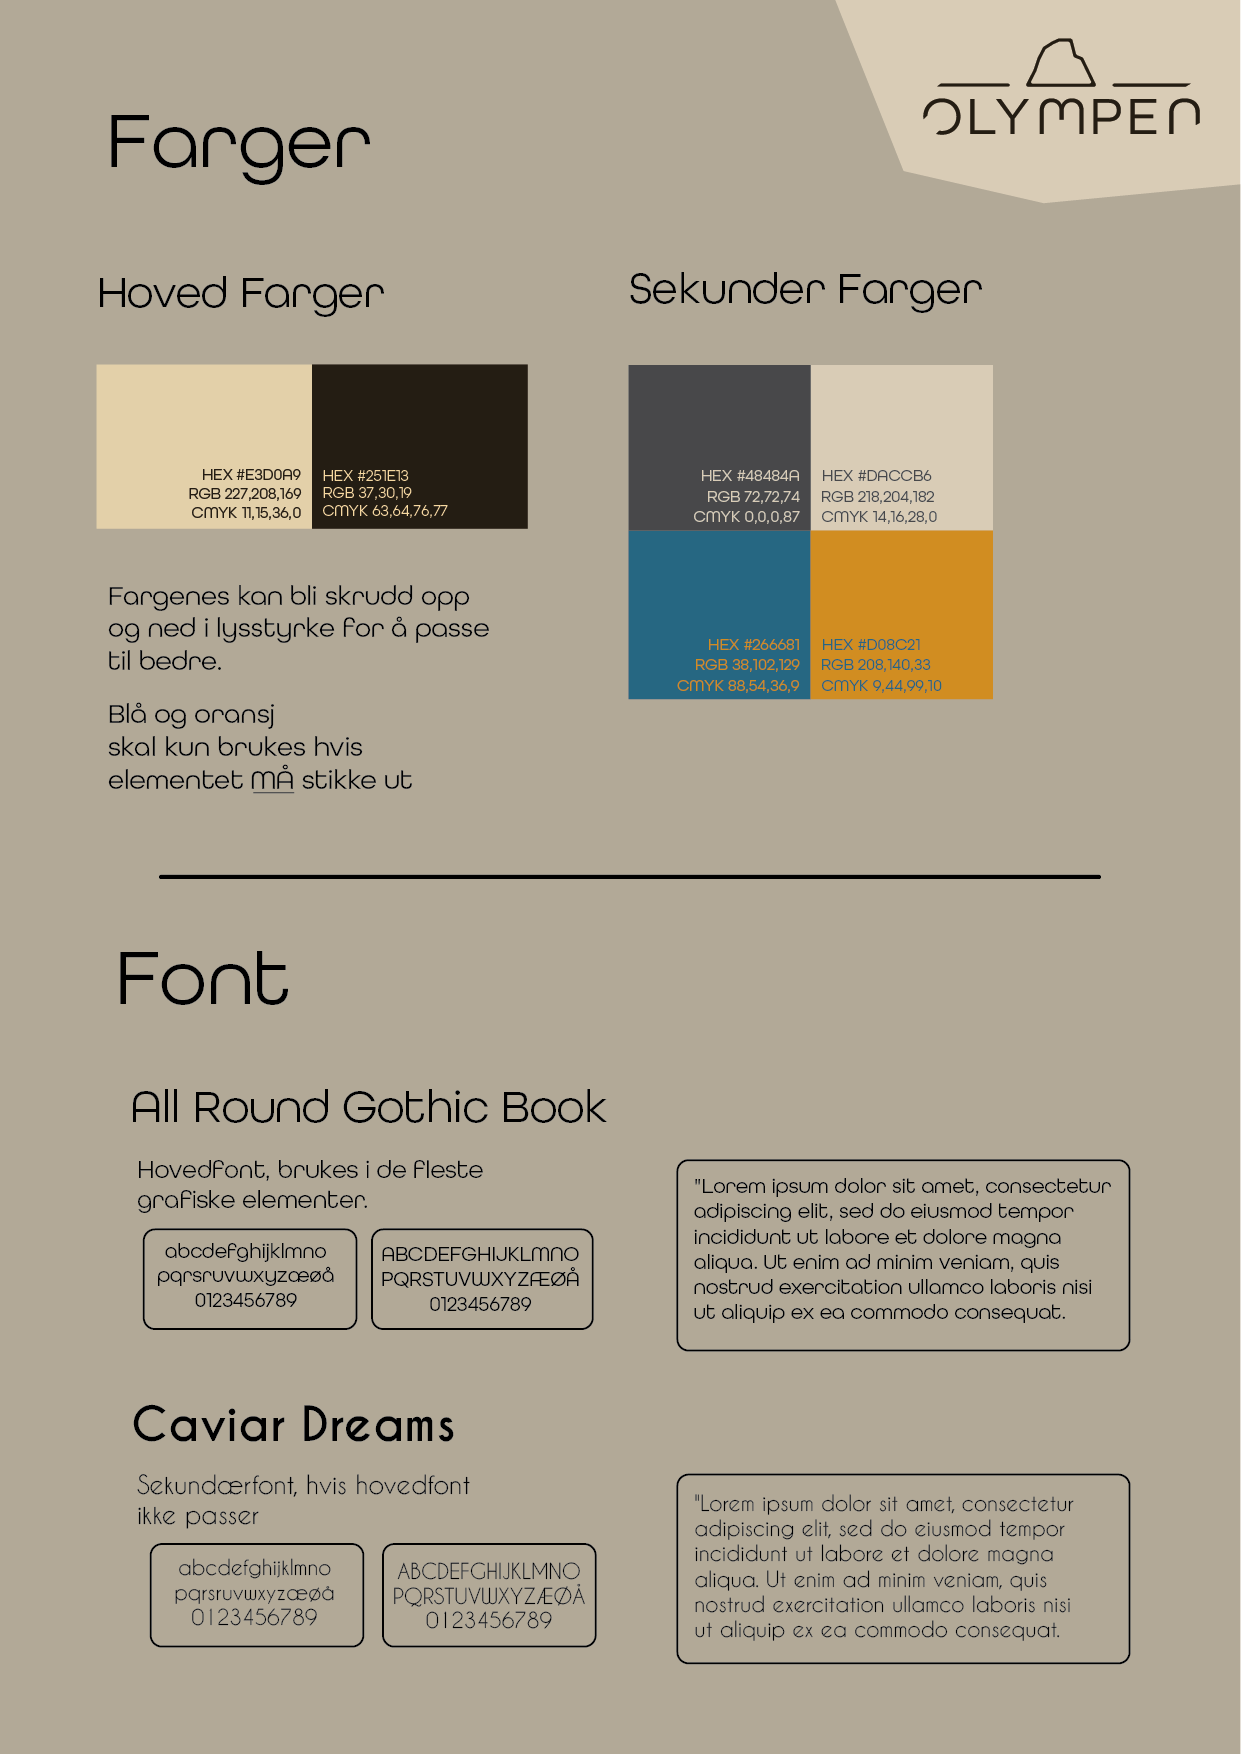 OLYMPEN
Farger
Hoved Farger
HEX #E3D0A9
RGB 227,208,169
CMYK 11,15,36,0
HEX #251E13
RGB 37,30,19
CMYK 63,64,76,77
Fargenes kan bli skrudd opp
og ned i lysstyrke for å passe
til bedre.
Blå og oransj
skal kun brukes hvis
elementet MÅ stikke ut
Sekunder Farger
HEX #48484A
RGB 72,72,74
CMYK 0,0,0,87
HEX #DACCB6
RGB 218,204,182
CMYK 14,16,28,0
HEX #266681
RGB 38,102,129
CMYK 88,54,36,9
HEX #D08C21
RGB 208,140,33
CMYK 9,44,99,10
Font
All Round Gothic Book
Hovedfont, brukes i de fleste
grafiske elementer.
abcdefghijklmno
pqrsruvwxyzæøå
0123456789
ABCDEFGHIJKLMNO
PQRSTUVWXYZÆØÅ
0123456789
"Lorem ipsum dolor sit amet, consectetur
adipiscing elit, sed do eiusmod tempor
incididunt ut labore et dolore magna
aliqua. Ut enim ad minim veniam, quis
nostrud exercitation ullamco laboris nisi
ut aliquip ex ea commodo consequat.
Caviar Dreams
Sekundærfont, hvis hovedfont
ikke passer
abcdefghijklmno
pqrsruvwxyzæøå
0123456789
ABCDEFGHIJKLMNO
PQRSTUVWXYZÆØÅ
0123456789
"Lorem ipsum dolor sit amet, consectetur
adipiscing elit, sed do eiusmod tempor
incididunt ut labore et dolore magna
aliqua. Ut enim ad minim veniam, quis
nostrud exercitation ullamco laboris nisi
ut aliquip ex ea commodo consequat.